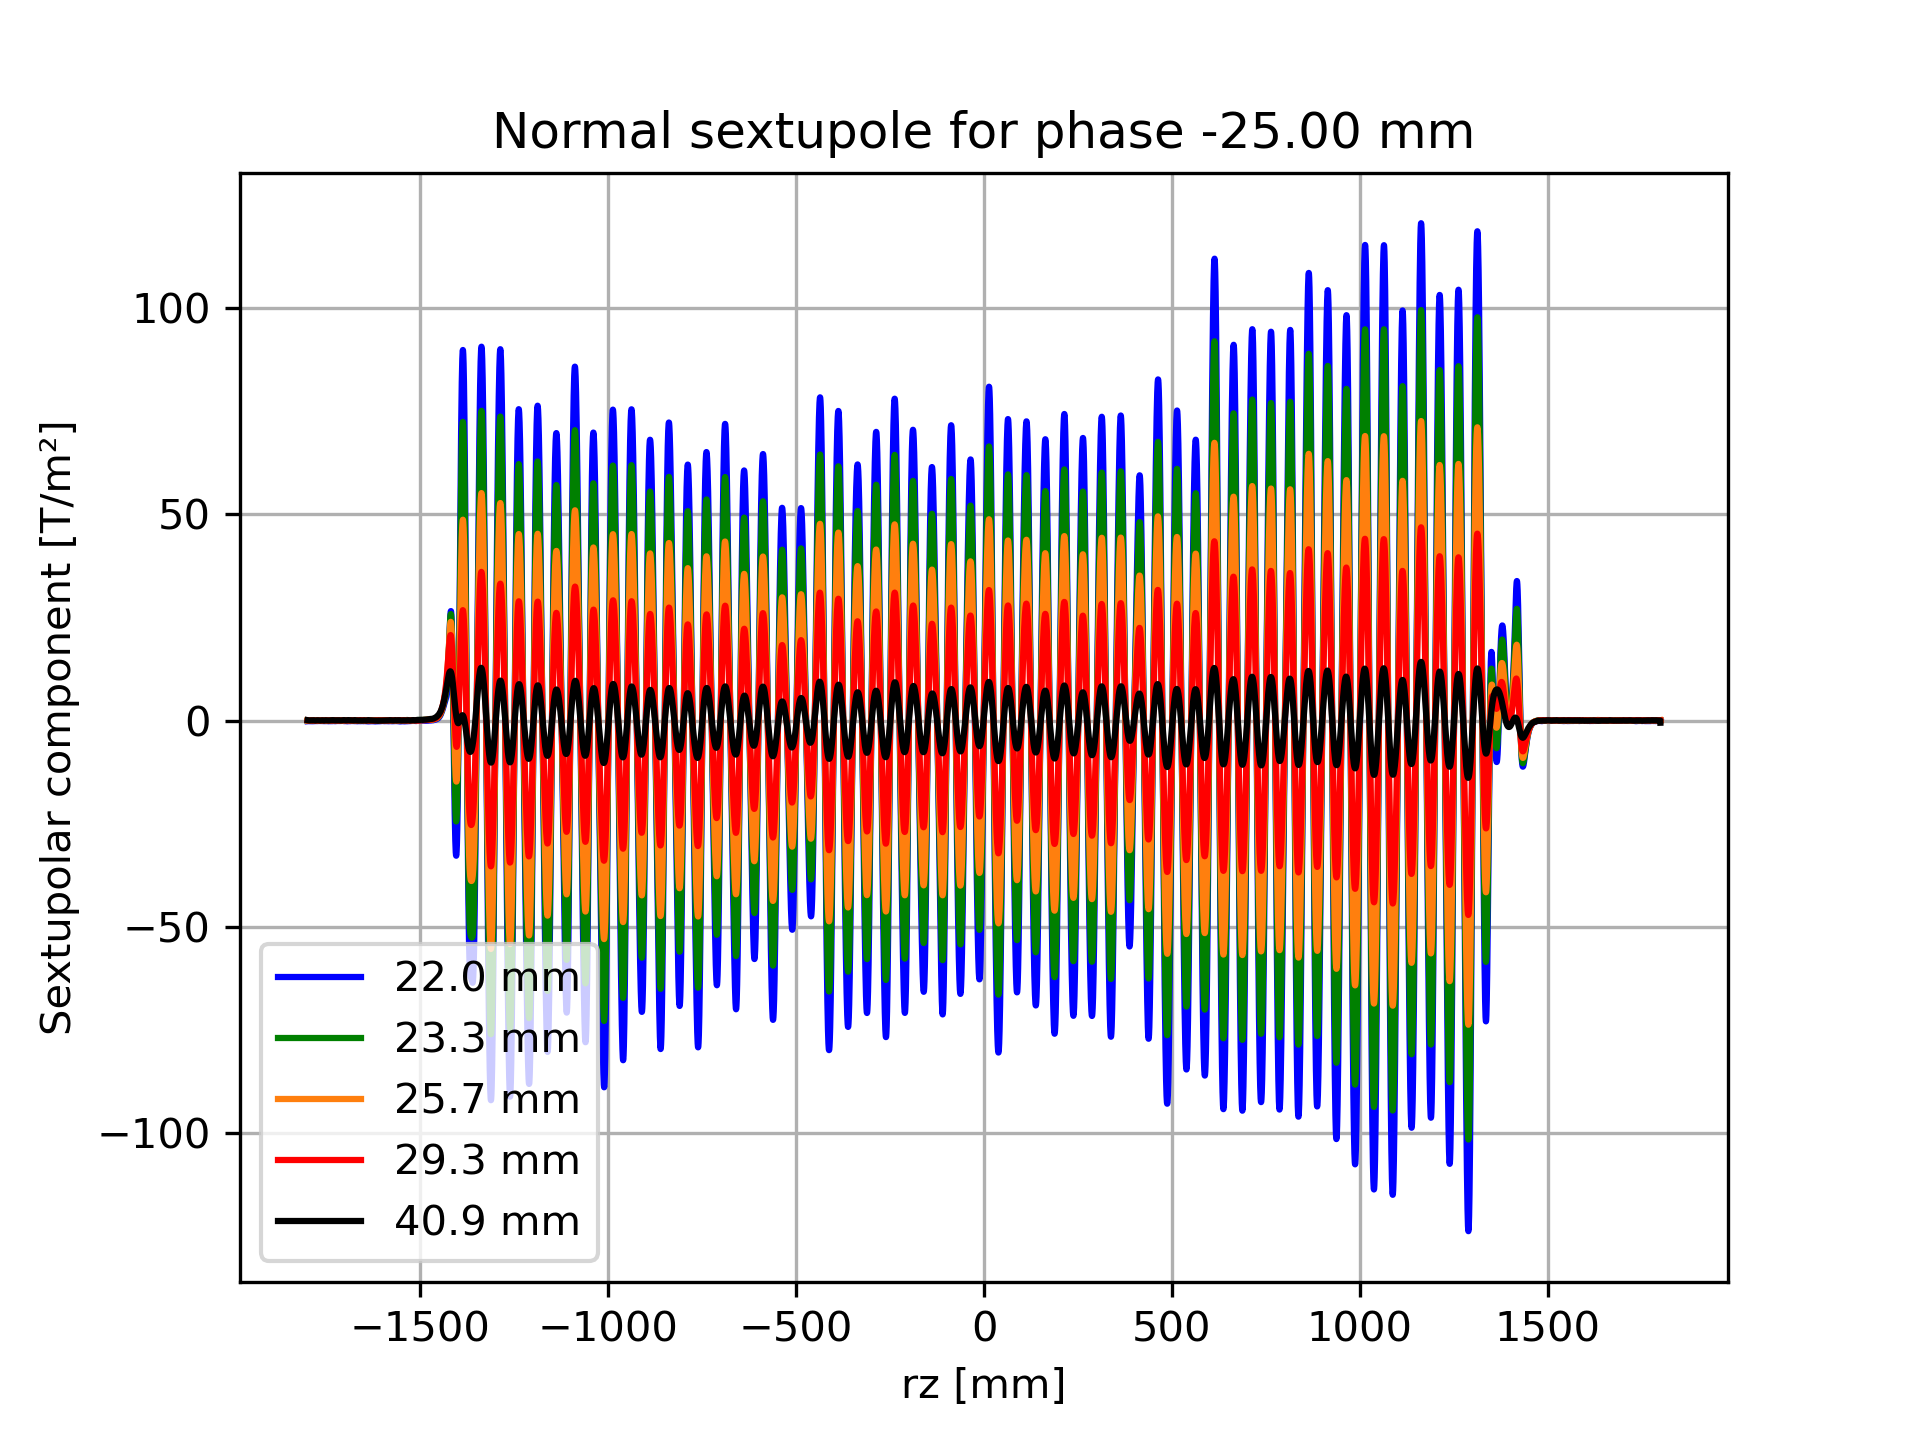 Normal sextupole for phase -25.00 mm
Sextupolar component [T/m²]
100
50
0
−50
−100
22.0 mm
23.3 mm
25.7 mm
29.3 mm
40.9 mm
−1500 −1000 −500 0 500 1000 1500
rz [mm]